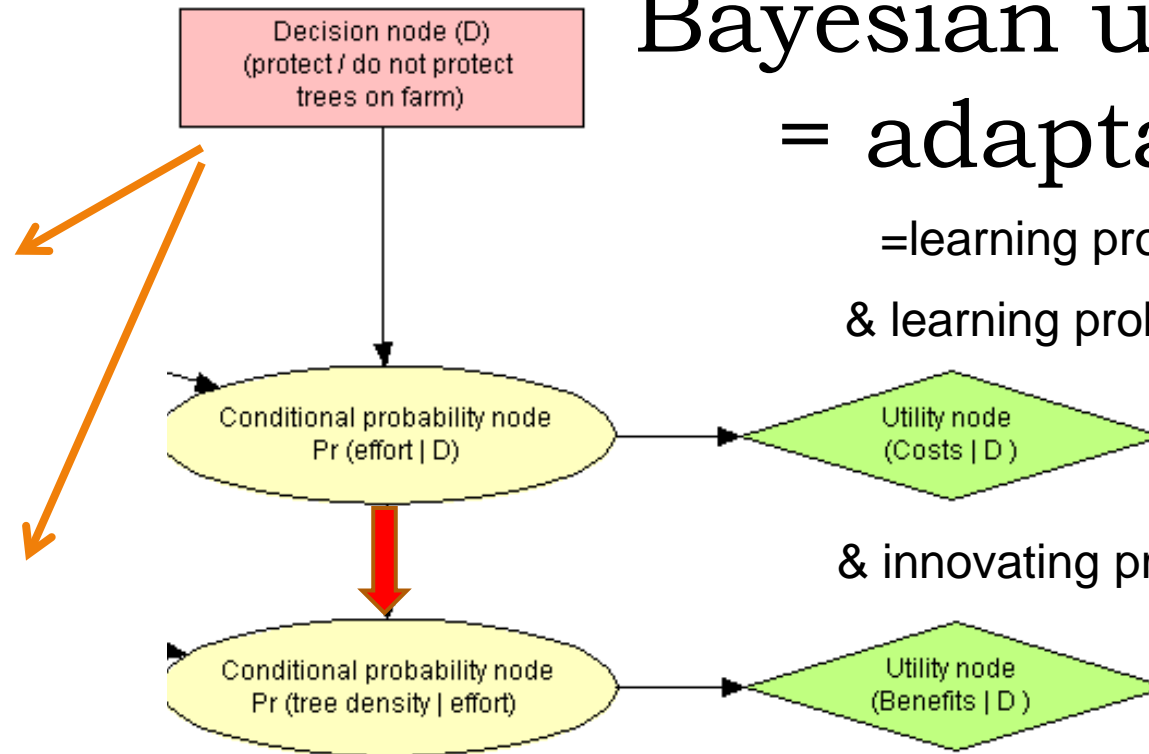 Decision node (D)
(protect / do not protect
trees on farm)
Bayesian u
= adapta
=learning pro
& learning prol
Conditional probability node
Pr (effort | D)
Utility node
(Costs | D )
& innovating pr
Conditional probability node
Pr (tree density | effort)
Utility node
(Benefits | D )